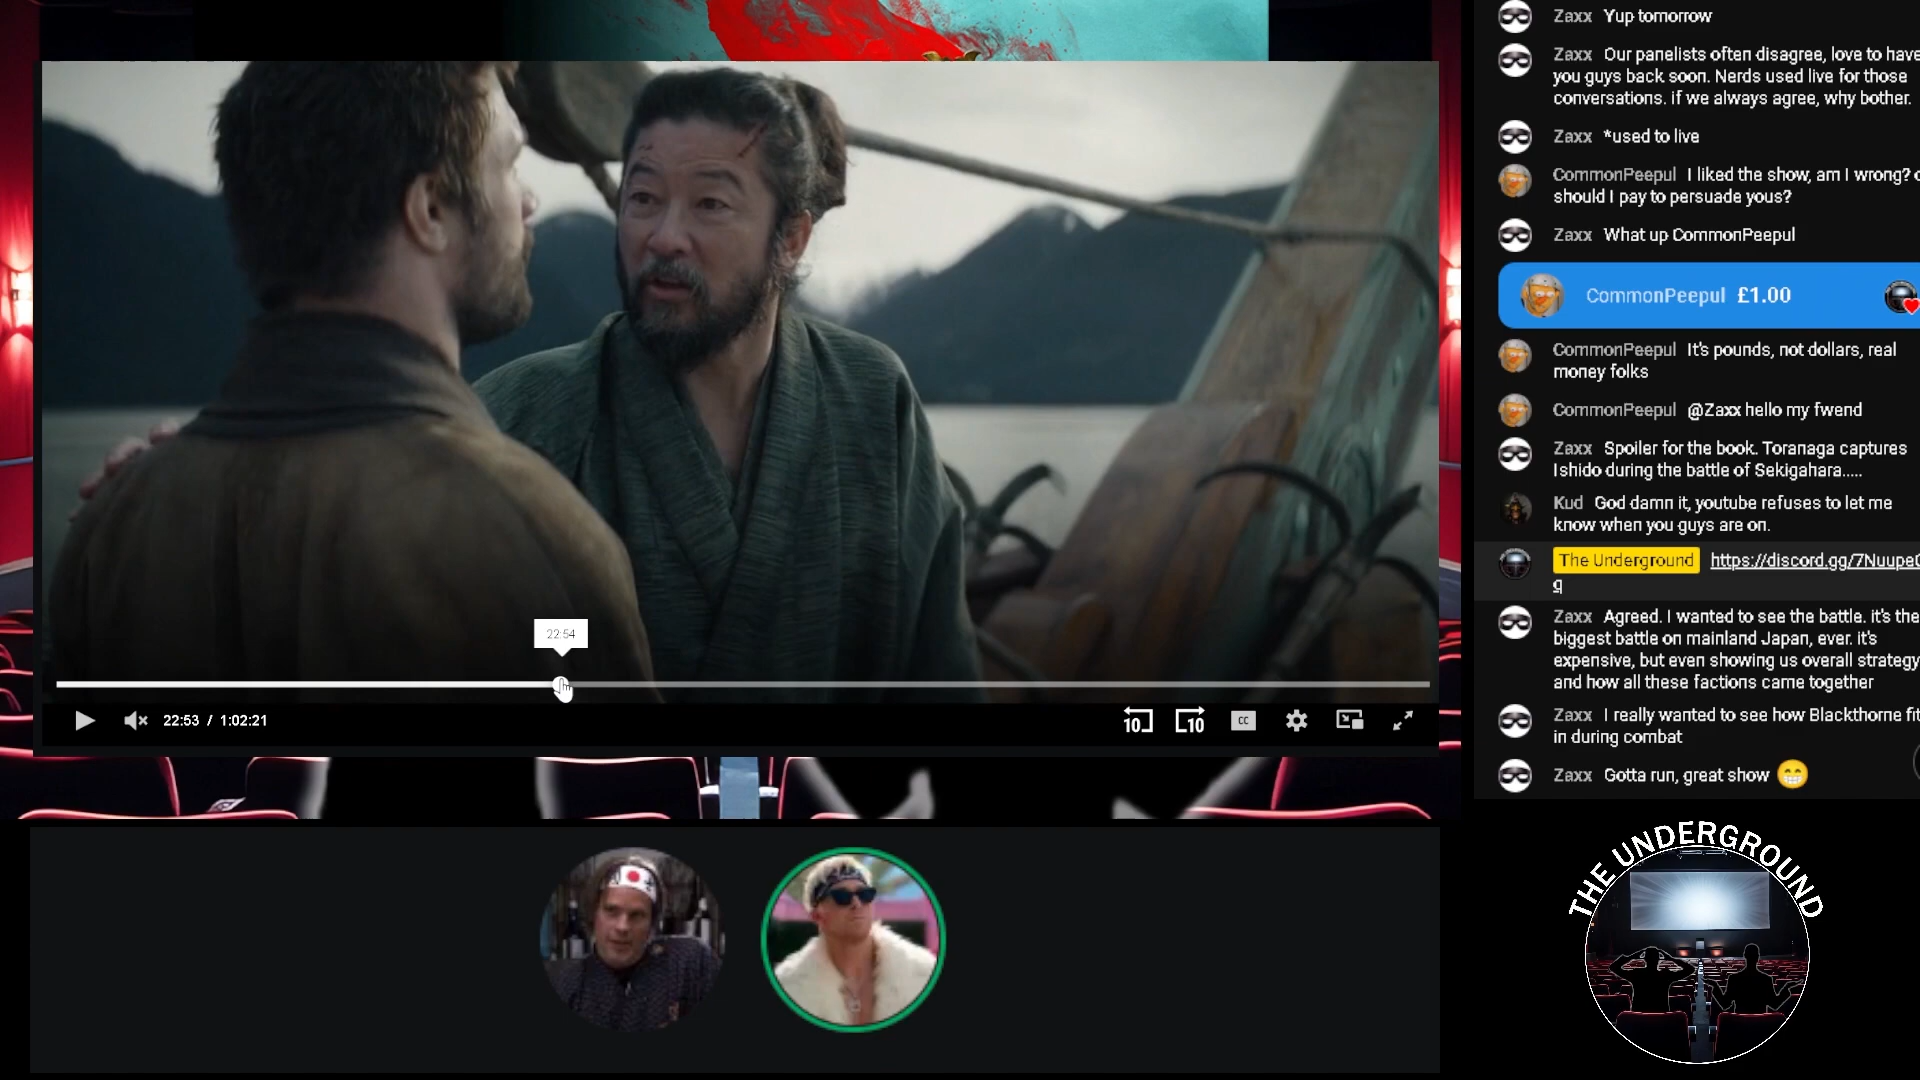 Zaxx Yup tomorrow
Zaxx Our panelists often disagree, love to have
you guys back soon. Nerds used live for those
conversations. if we always agree, why bother.
Zaxx *used to live
CommonPeepul I liked the show, am I wrong?
should I pay to persuade yous?
Zaxx What up CommonPeepul
CommonPeepul £1.00
CommonPeepul It's pounds, not dollars, real
money folks
CommonPeepul @Zaxx hello my fwend
Zaxx Spoiler for the book. Toranaga captures
Ishido during the battle of Sekigahara.....
Kud God damn it, youtube refuses to let me
know when you guys are on.
The Underground https://discord.gg/7Nuupe
g
Zaxx Agreed. I wanted to see the battle. it's the
biggest battle on mainland Japan, ever. it's
expensive, but even showing us overall strategy
and how all these factions came together
Zaxx I really wanted to see how Blackthorne fit
in during combat
Zaxx Gotta run, great show 😁
22:54
22:53 / 1:02:21
10
10
CC
THE UNDERGROUND